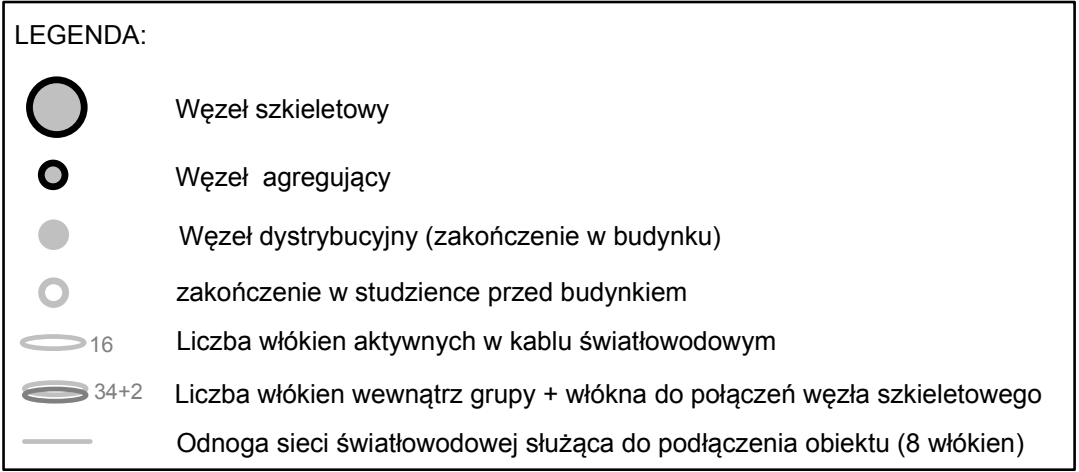 LEGENDA:
Węzeł szkieletowy
Węzeł agregujący
Węzeł dystrybucyjny (zakończenie w budynku)
zakończenie w studzience przed budynkiem
16 Liczba włókien aktywnych w kablu światłowodowym
34+2 Liczba włókien wewnątrz grupy + włókna do połączeń węzła szkieletowego
Odnoga sieci światłowodowej służąca do podłączenia obiektu (8 włókien)